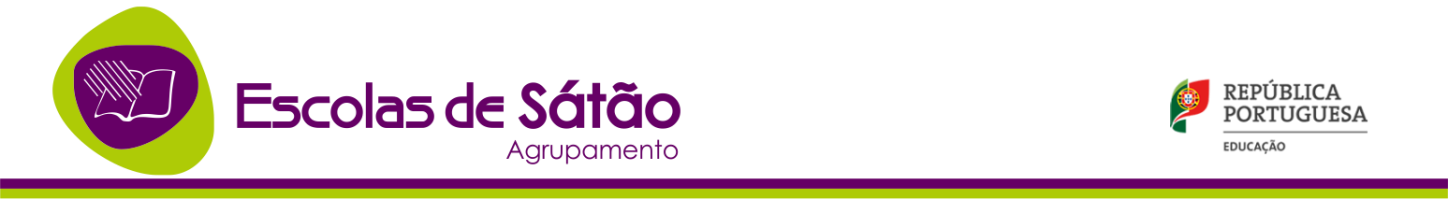 Escolas de Sátão
Agrupamento
REPÚBLICA
PORTUGUESA
EDUCAÇÃO